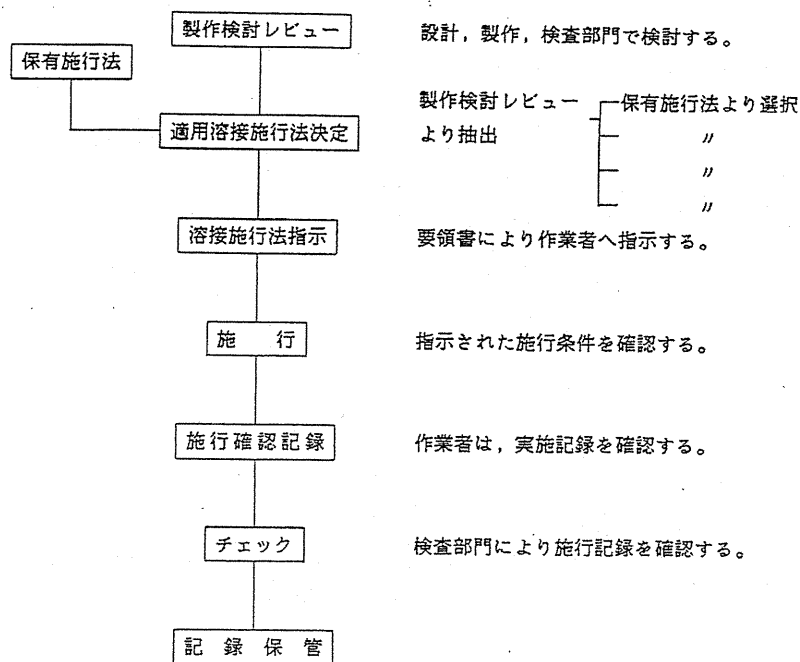 製作検討レビュー
設計，製作，検査部門で検討する。
保有施行法
製作検討レビュー
保有施行法より選択
適用溶接施行法決定
より抽出
〃
〃
〃
溶接施行法指示
要領書により作業者へ指示する。
施　行
指示された施行条件を確認する。
施行確認記録
作業者は，実施記録を確認する。
チェック
検査部門により施行記録を確認する。
記録保管